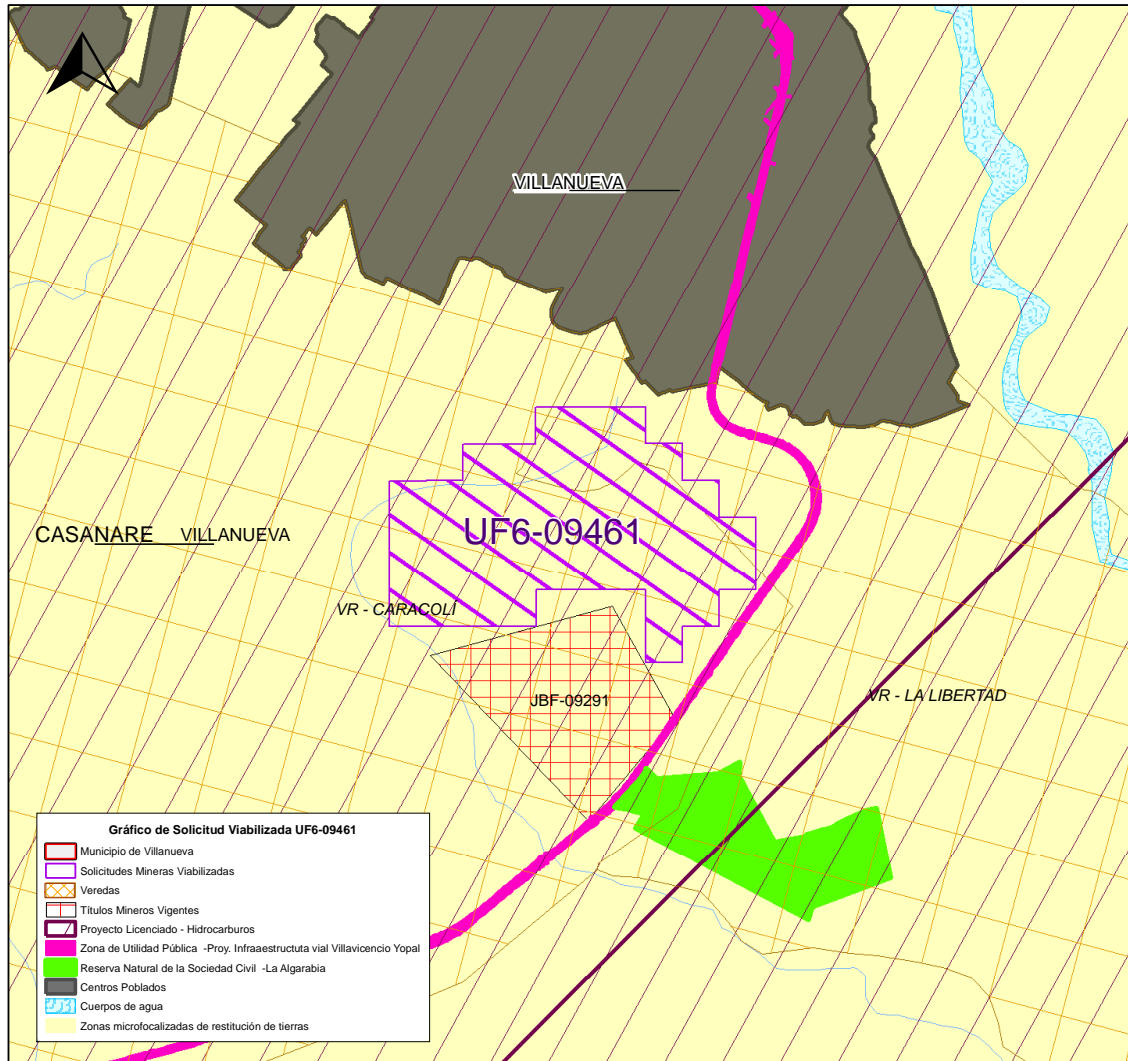 VILLANUEVA
UF6-09461
CASANARE VILLANUEVA
VR - CARACOLÍ
VR - LA LIBERTAD
JBF-09291
Gráfico de Solicitud Viabilizada UF6-09461
Municipio de Villanueva
Solicitudes Mineras Viabilizadas
Veredas
Títulos Mineros Vigentes
Proyecto Licenciado - Hidrocarburos
Zona de Utilidad Pública -Proy. Infraaestructuta vial Villavicencio Yopal
Reserva Natural de la Sociedad Civil -La Algarabia
Centros Poblados
Cuerpos de agua
Zonas microfocalizadas de restitución de tierras